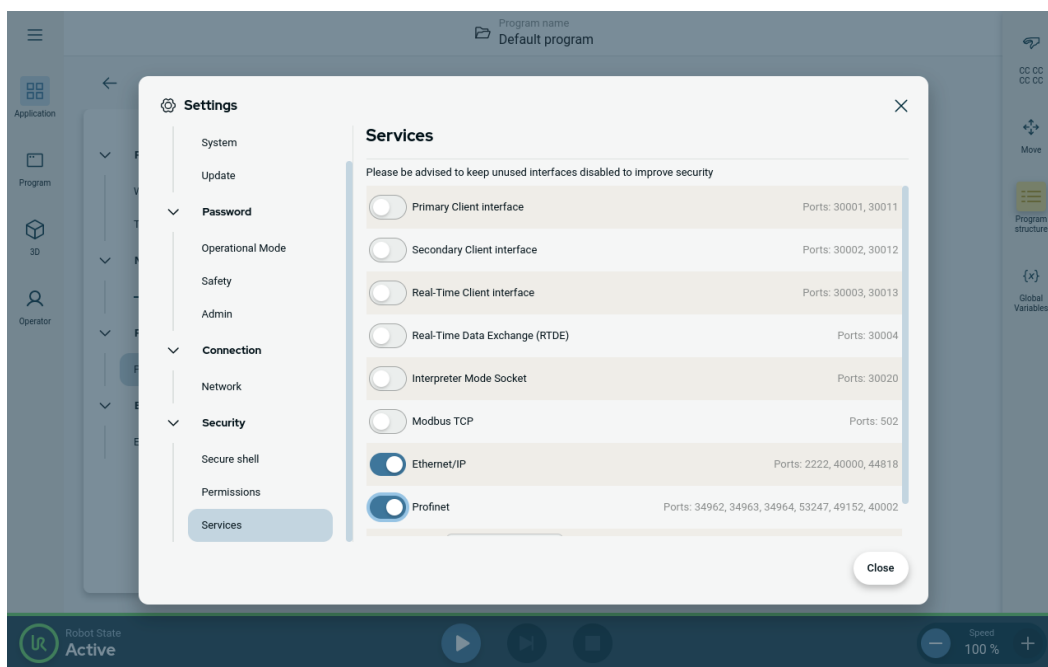 Program name
Default program
CC CC
CC CC
Application
Settings
System
Services
Update
Please be advised to keep unused interfaces disabled to improve security
Password
Primary Client interface
Ports: 30001, 30011
Operational Mode
Secondary Client interface
Ports: 30002, 30012
Safety
Real-Time Client interface
Ports: 30003, 30013
Admin
Real-Time Data Exchange (RTDE)
Ports: 30004
Connection
Interpreter Mode Socket
Ports: 30020
Network
Modbus TCP
Ports: 502
Security
Ethernet/IP
Ports: 2222, 40000, 44818
Secure shell
Permissions
Profinet
Ports: 34962, 34963, 34964, 53247, 49152, 40002
Services
Close
Program
3D
Operator
Move
Program
structure
{x}
Global
Variables
Robot State
Active
Speed
100 %